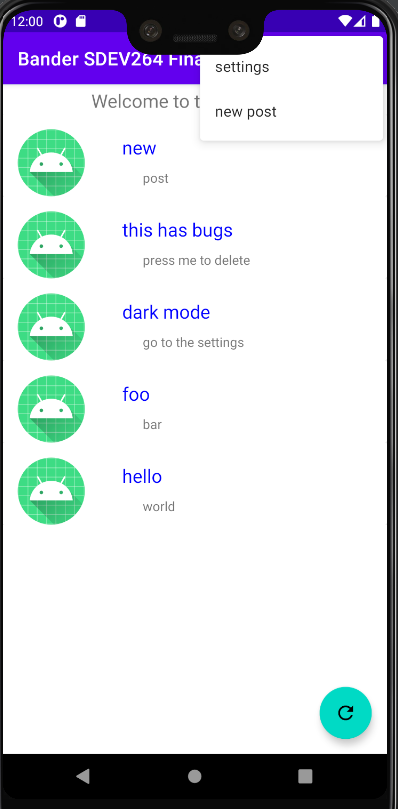 12:00
Bander SDEV264 Fina
settings
Welcome to t
new post
new
post
this has bugs
press me to delete
dark mode
go to the settings
foo
bar
hello
world